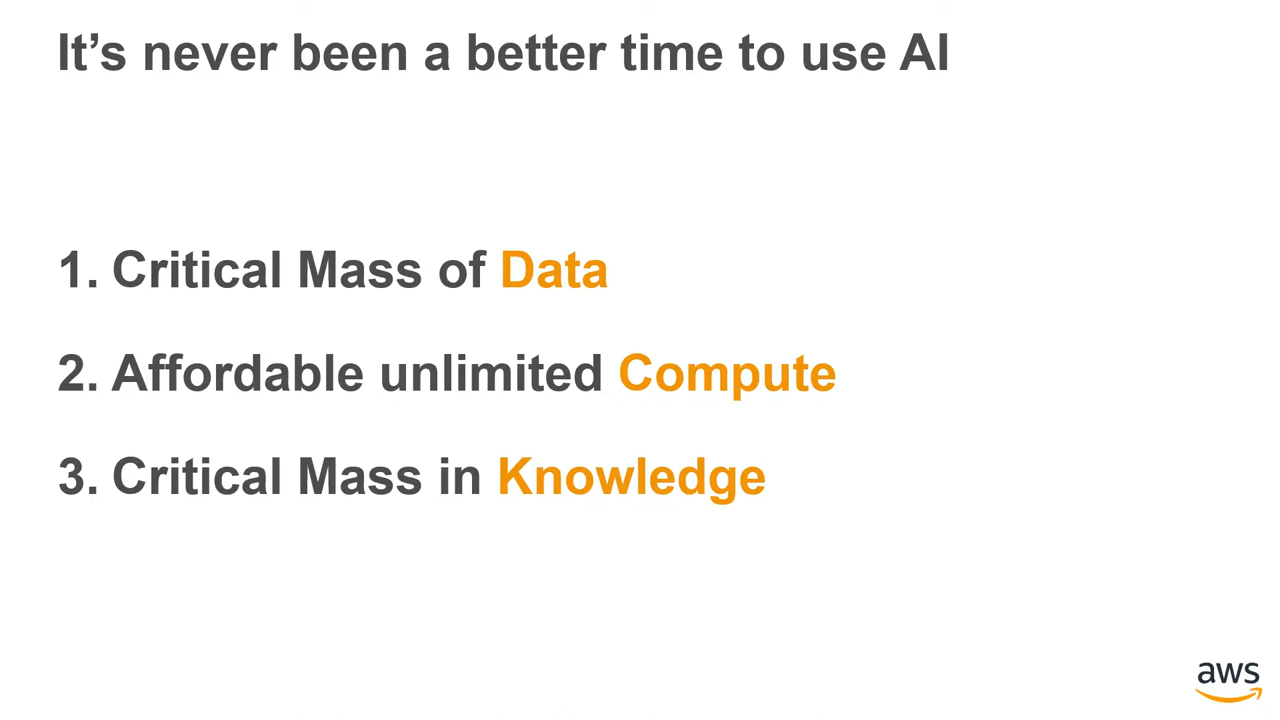 It’s never been a better time to use AI
1. Critical Mass of Data
2. Affordable unlimited Compute
3. Critical Mass in Knowledge
aws